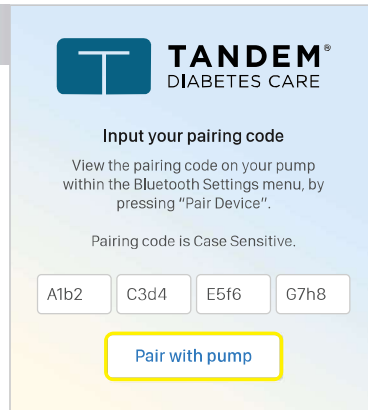 TANDEM®
DIABETES CARE
Input your pairing code
View the pairing code on your pump
within the Bluetooth Settings menu, by
pressing “Pair Device”.
Pairing code is Case Sensitive.
A1b2 C3d4 E5f6 G7h8
Pair with pump